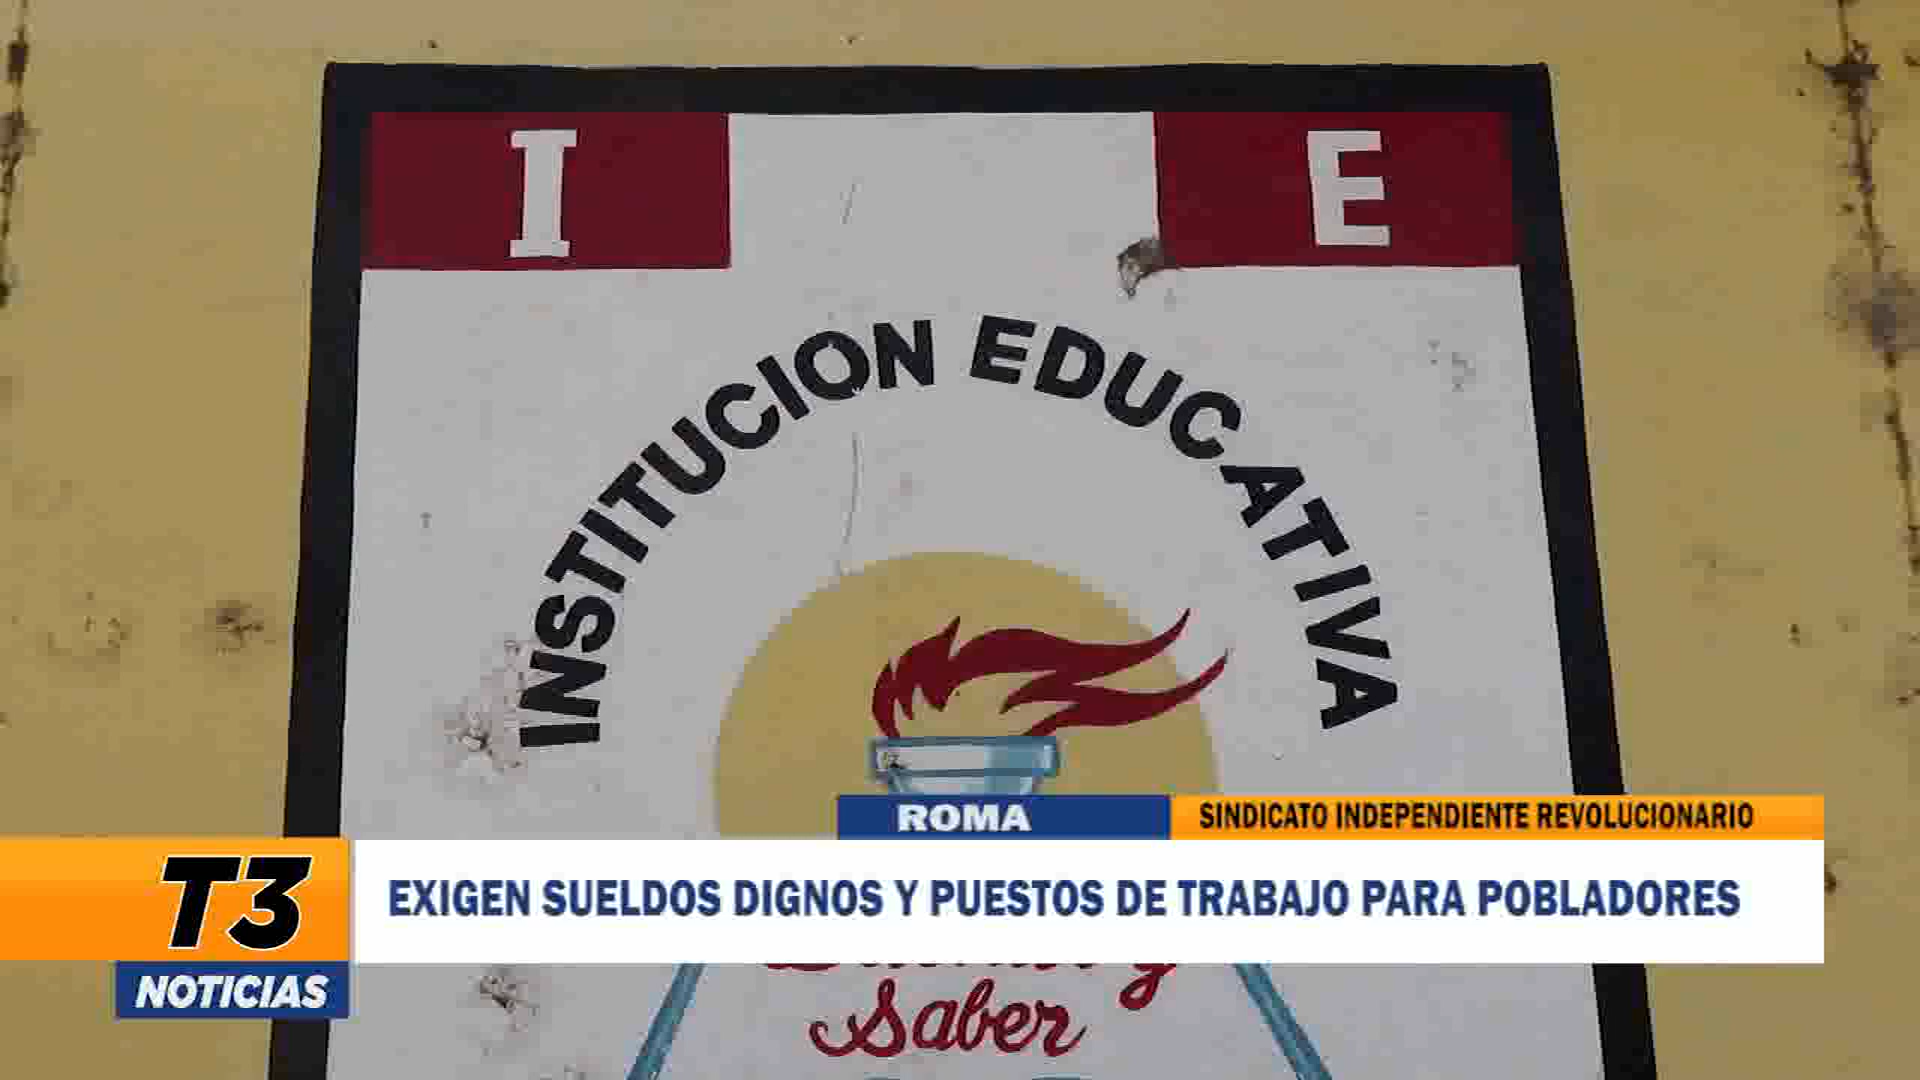 I E
INSTITUCION EDUCATIVA
ROMA
SINDICATO INDEPENDIENTE REVOLUCIONARIO
T3
NOTICIAS
EXIGEN SUELDOS DIGNOS Y PUESTOS DE TRABAJO PARA POBLADORES
y
Saber